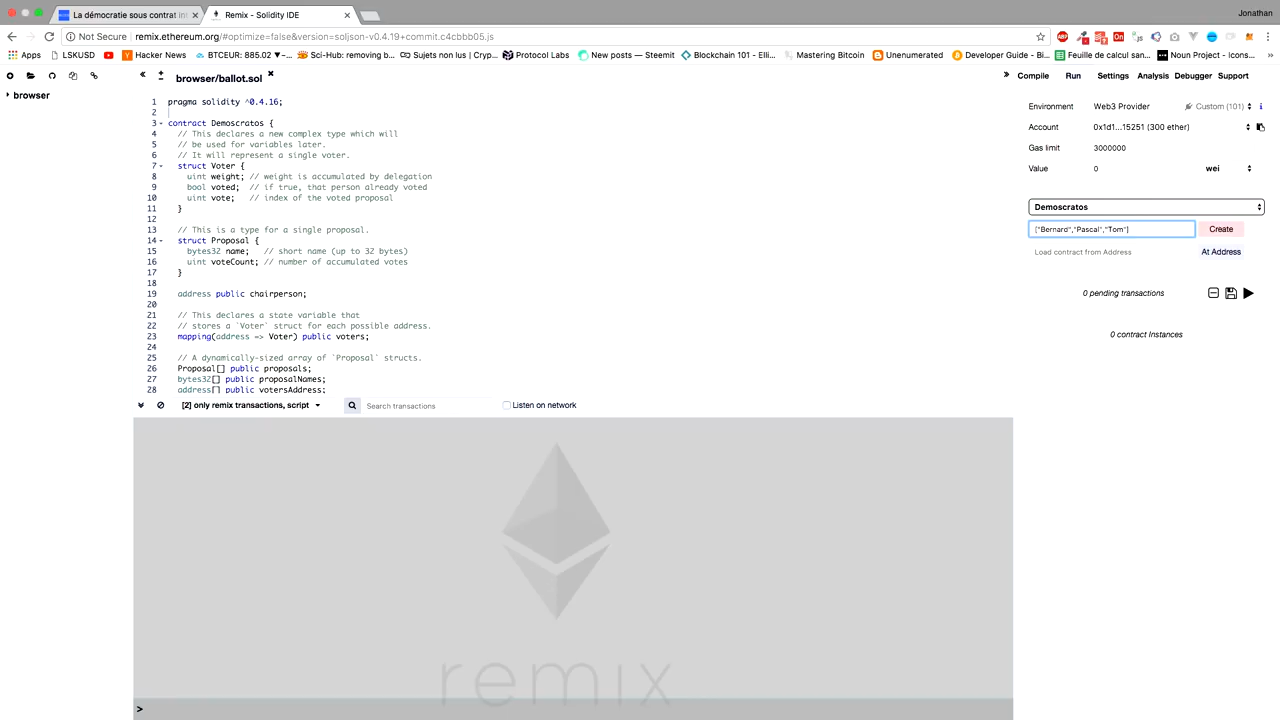 La démocratie sous contrat in
Remix - Solidity IDE
Jonathan
Not Secure remix.ethereum.org/#optimize=false&version=soljson-v0.4.19+commit.c4cbbb05.js
Apps LSKUSD Hacker News BTCEUR: 885.02 ▼-... Sci-Hub: removing b... Sujets non lus | Cryp... Protocol Labs New posts — Steemit Blockchain 101 - Elli... Mastering Bitcoin Unenumerated Developer Guide - Bi... Feuille de calcul san... Noun Project - Icons... »
browser
« browser/ballot.sol
» Compile Run Settings Analysis Debugger Support
1 pragma solidity ^0.4.16;
2
3 contract Demoscratos {
4 // This declares a new complex type which will
5 // be used for variables later.
6 // It will represent a single voter.
7 struct Voter {
8 uint weight; // weight is accumulated by delegation
9 bool voted; // if true, that person already voted
10 uint vote; // index of the voted proposal
11 }
12
13 // This is a type for a single proposal.
14 struct Proposal {
15 bytes32 name; // short name (up to 32 bytes)
16 uint voteCount; // number of accumulated votes
17 }
18
19 address public chairperson;
20
21 // This declares a state variable that
22 // stores a `Voter` struct for each possible address.
23 mapping(address => Voter) public voters;
24
25 // A dynamically-sized array of `Proposal` structs.
26 Proposal[] public proposals;
27 bytes32[] public proposalNames;
28 address[] public votersAddress;
Environment Web3 Provider Custom (101) i
Account 0x1d1...15251 (300 ether)
Gas limit 3000000
Value 0 wei
Demoscratos
["Bernard","Pascal","Tom"] Create
Load contract from Address At Address
0 pending transactions
0 contract Instances
[2] only remix transactions, script Search transactions Listen on network
remix
>